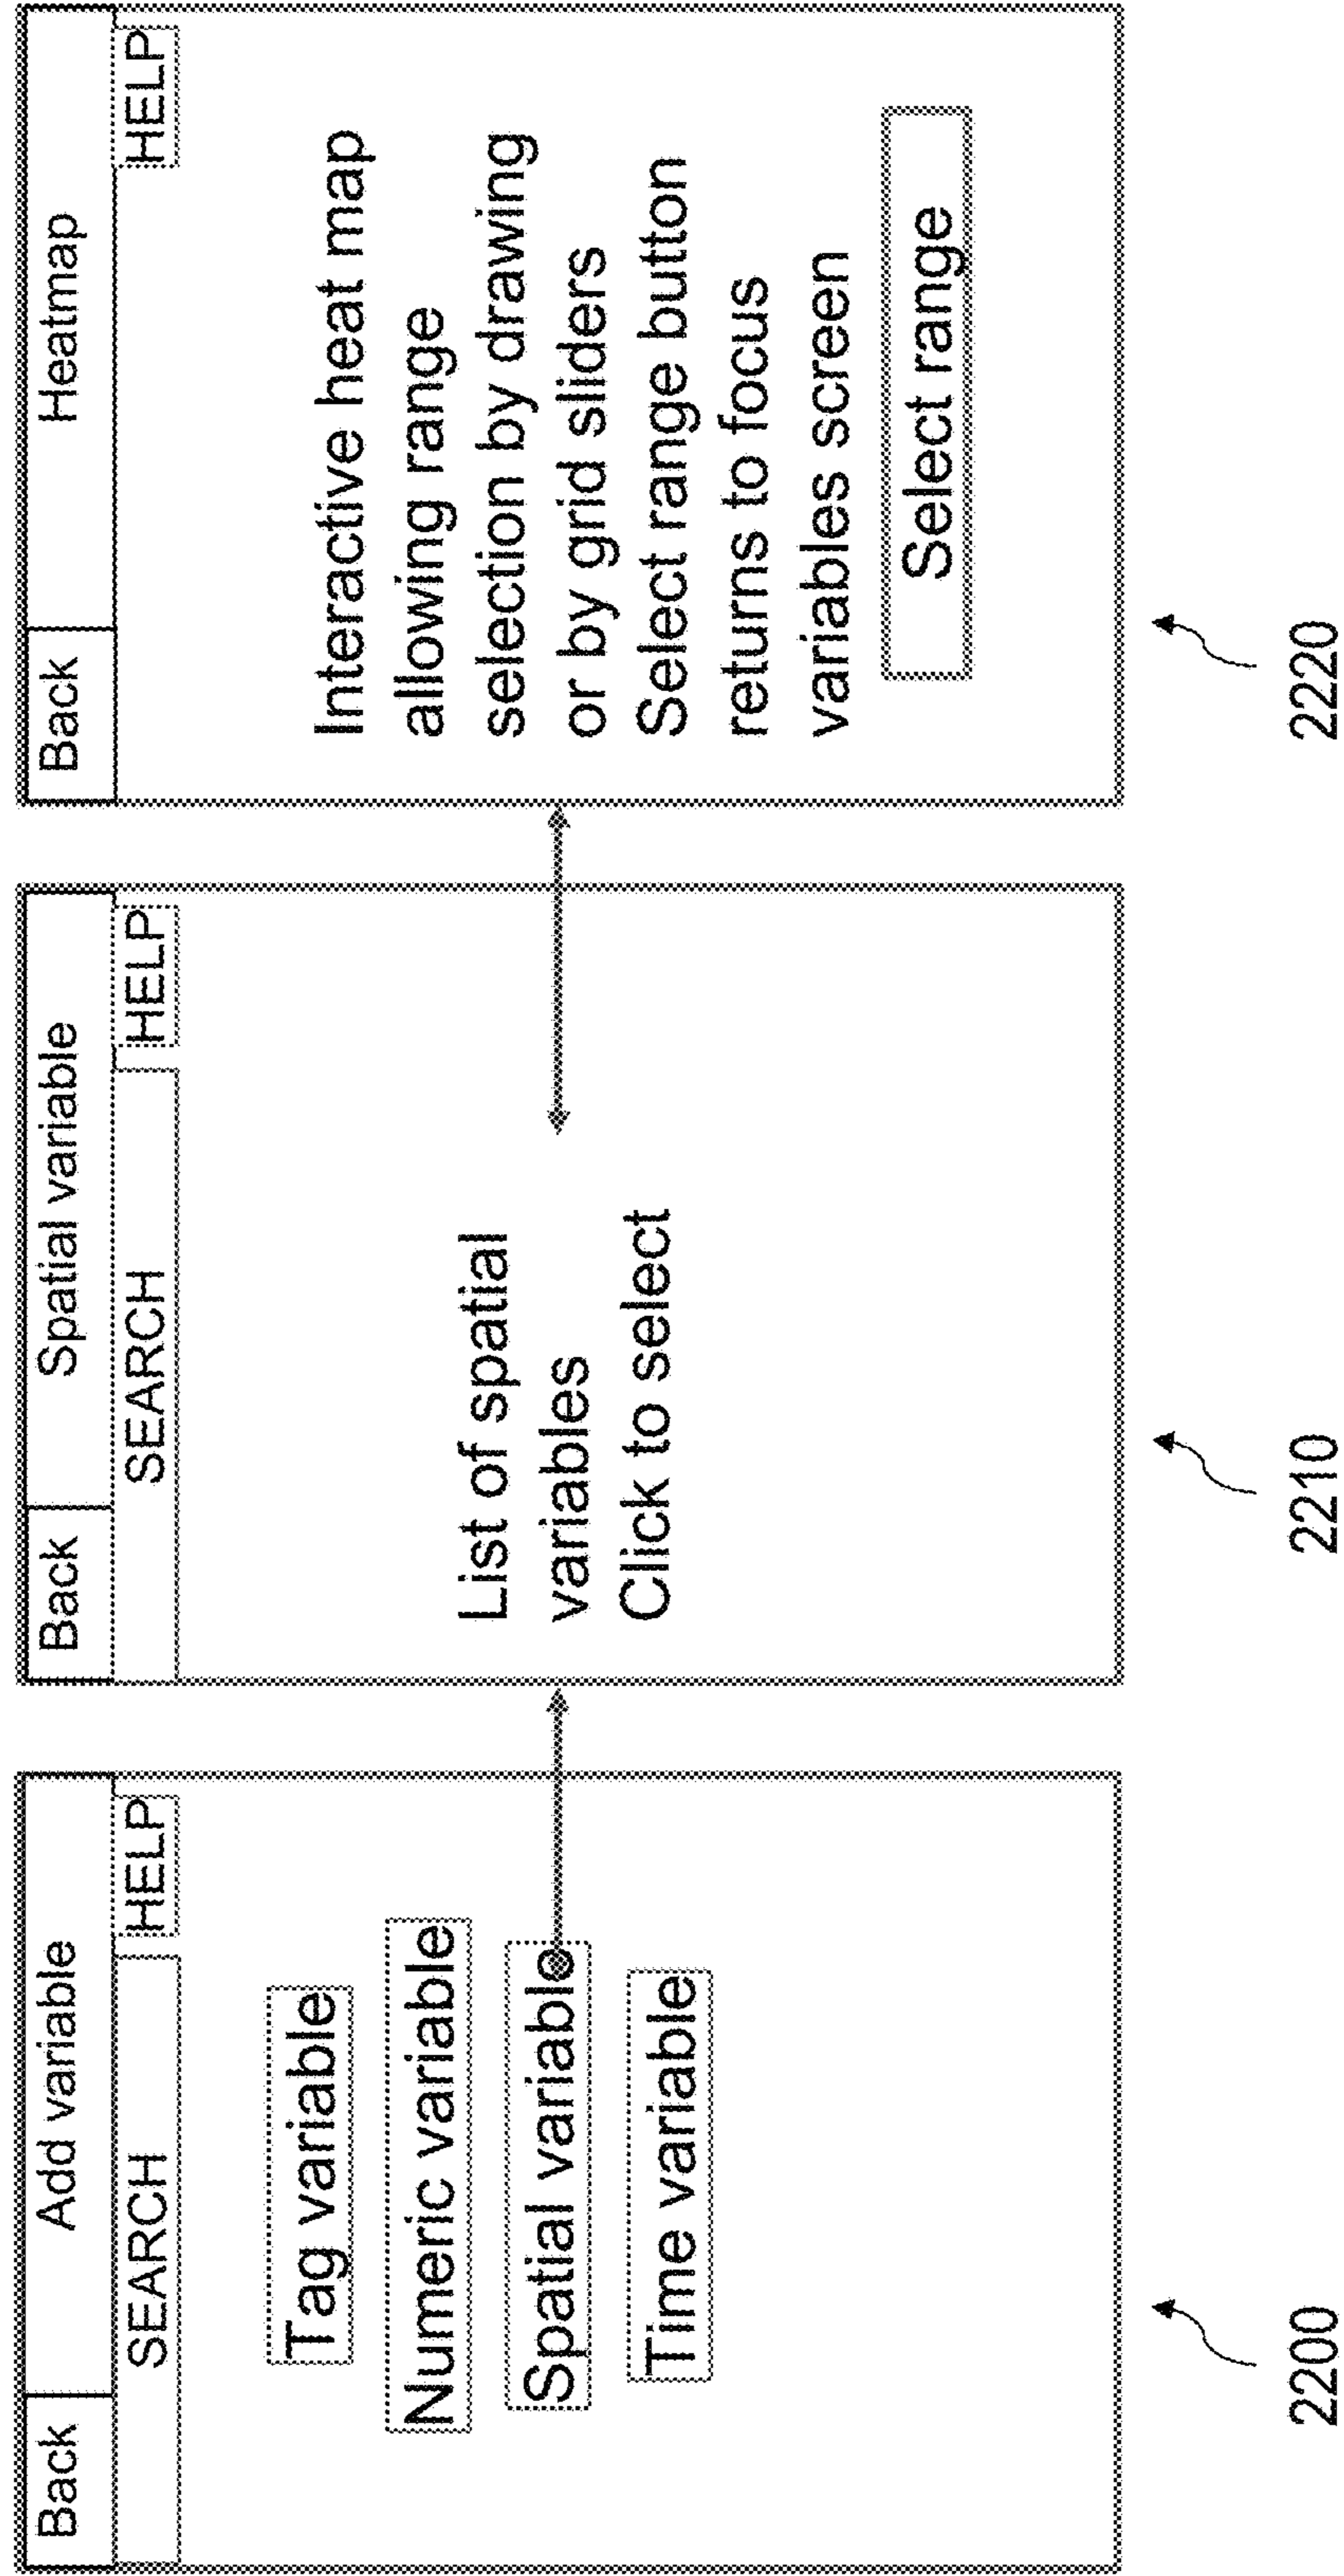 Back
Add variable
SEARCH
HELP
Tag variable
Numeric variable
Spatial variable
Time variable
2200
Back
Spatial variable
SEARCH
HELP
List of spatial
variables
Click to select
2210
Back
Heatmap
HELP
Interactive heat map
allowing range
selection by drawing
or by grid sliders
Select range button
returns to focus
variables screen
Select range
2220